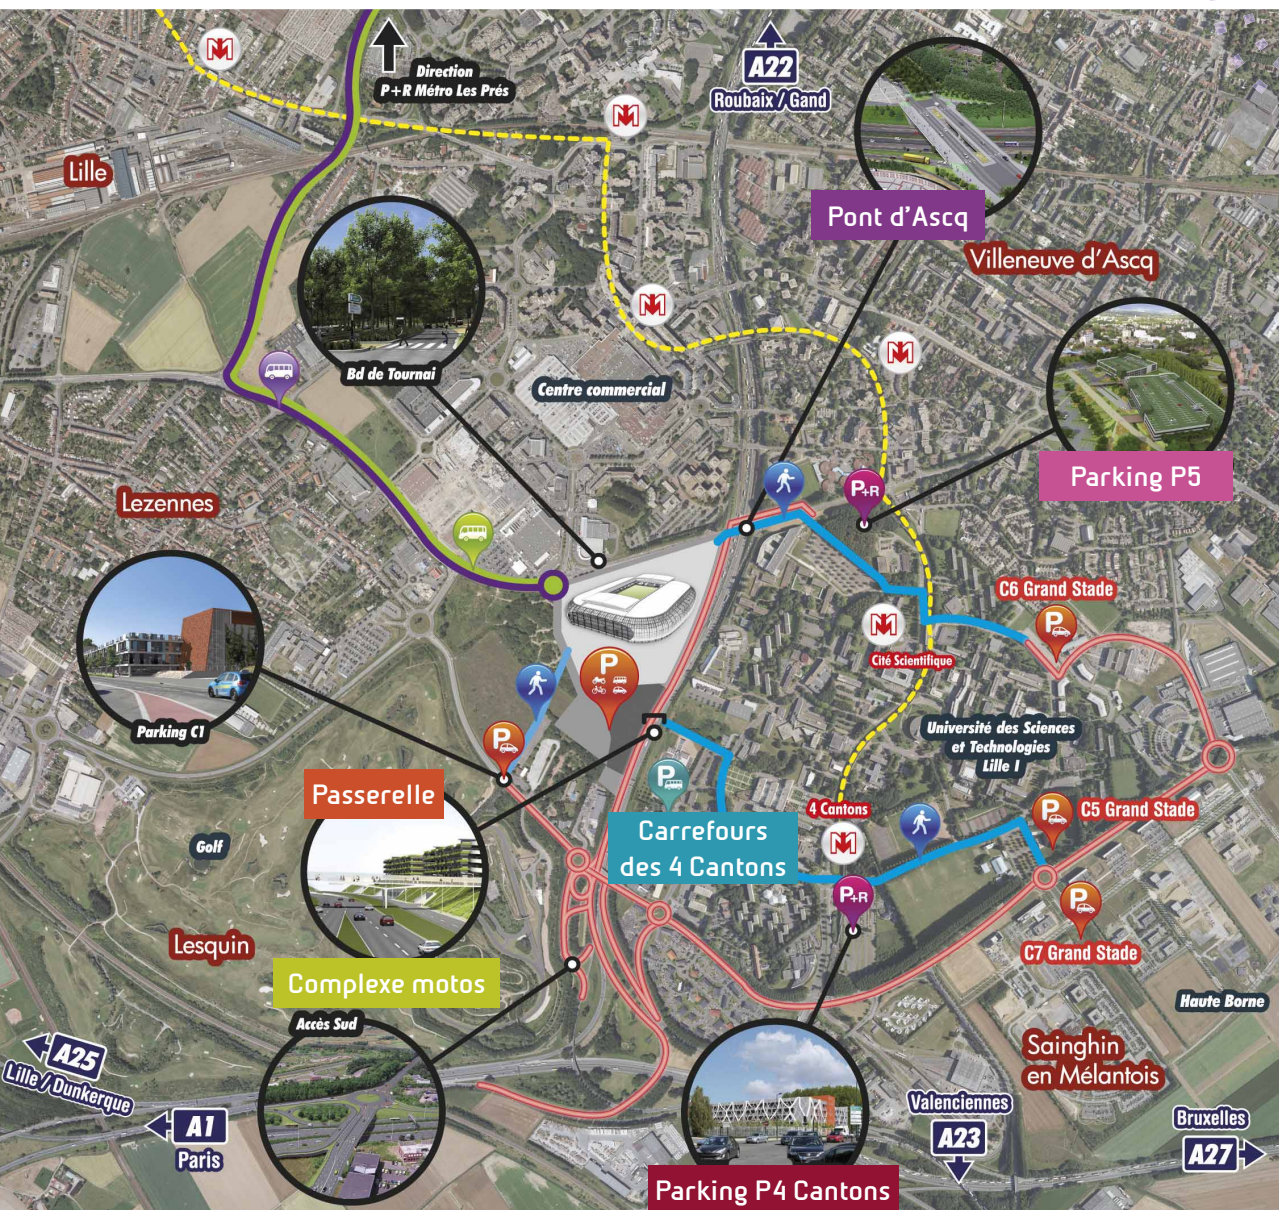 Direction
P+R Métro Les Prés
A22
Roubaix / Gand
Lille
Pont d'Ascq
Villeneuve d'Ascq
Bd de Tournai
Centre commercial
Lezennes
Parking P5
P+R
C6 Grand Stade
P
Cité Scientifique
P
P
Parking C1
Université des Sciences
et Technologies
Lille 1
Passerelle
P
4 Cantons
P
C5 Grand Stade
Carrefours
des 4 Cantons
Golf
P+R
P
C7 Grand Stade
Lesquin
Complexe motos
Haute Borne
Accès Sud
Sainghin
en Mélantois
A25
Lille / Dunkerque
A1
Paris
Valenciennes
A23
Bruxelles
A27
Parking P4 Cantons